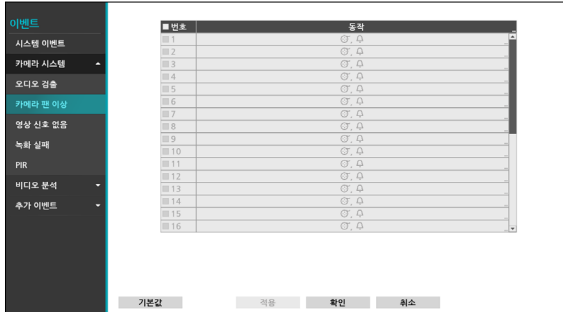 이벤트
시스템 이벤트
카메라 시스템
오디오 검출
카메라 팬 이상
영상 신호 없음
녹화 실패
PIR
비디오 분석
추가 이벤트
번호 동작
1
2
3
4
5
6
7
8
9
10
11
12
13
14
15
16
기본값 적용 확인 취소